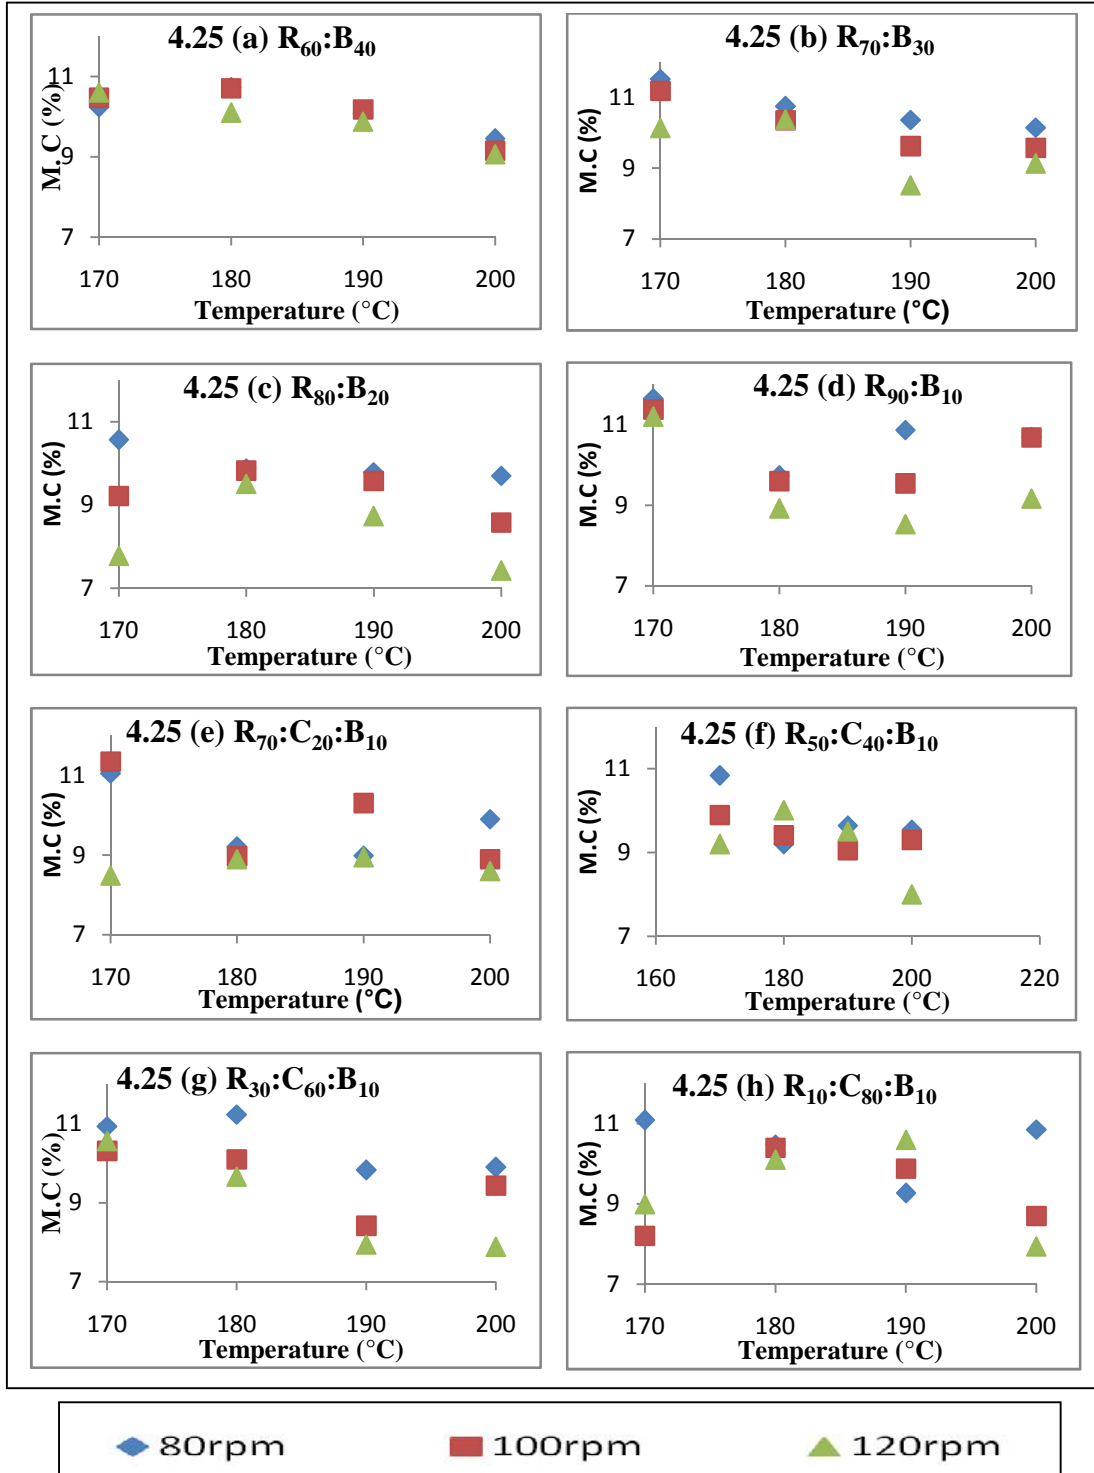 4.25 (a) R₆₀:B₄₀
11
9
7
M.C (%)
170 180 190 200
Temperature (°C)
4.25 (b) R₇₀:B₃₀
11
9
7
M.C (%)
170 180 190 200
Temperature (°C)
4.25 (c) R₈₀:B₂₀
11
9
7
M.C (%)
170 180 190 200
Temperature (°C)
4.25 (d) R₉₀:B₁₀
11
9
7
M.C (%)
170 180 190 200
Temperature (°C)
4.25 (e) R₇₀:C₂₀:B₁₀
11
9
7
M.C (%)
170 180 190 200
Temperature (°C)
4.25 (f) R₅₀:C₄₀:B₁₀
11
9
7
M.C (%)
160 180 200 220
Temperature (°C)
4.25 (g) R₃₀:C₆₀:B₁₀
11
9
7
M.C (%)
170 180 190 200
Temperature (°C)
4.25 (h) R₁₀:C₈₀:B₁₀
11
9
7
M.C (%)
170 180 190 200
Temperature (°C)
80rpm 100rpm 120rpm